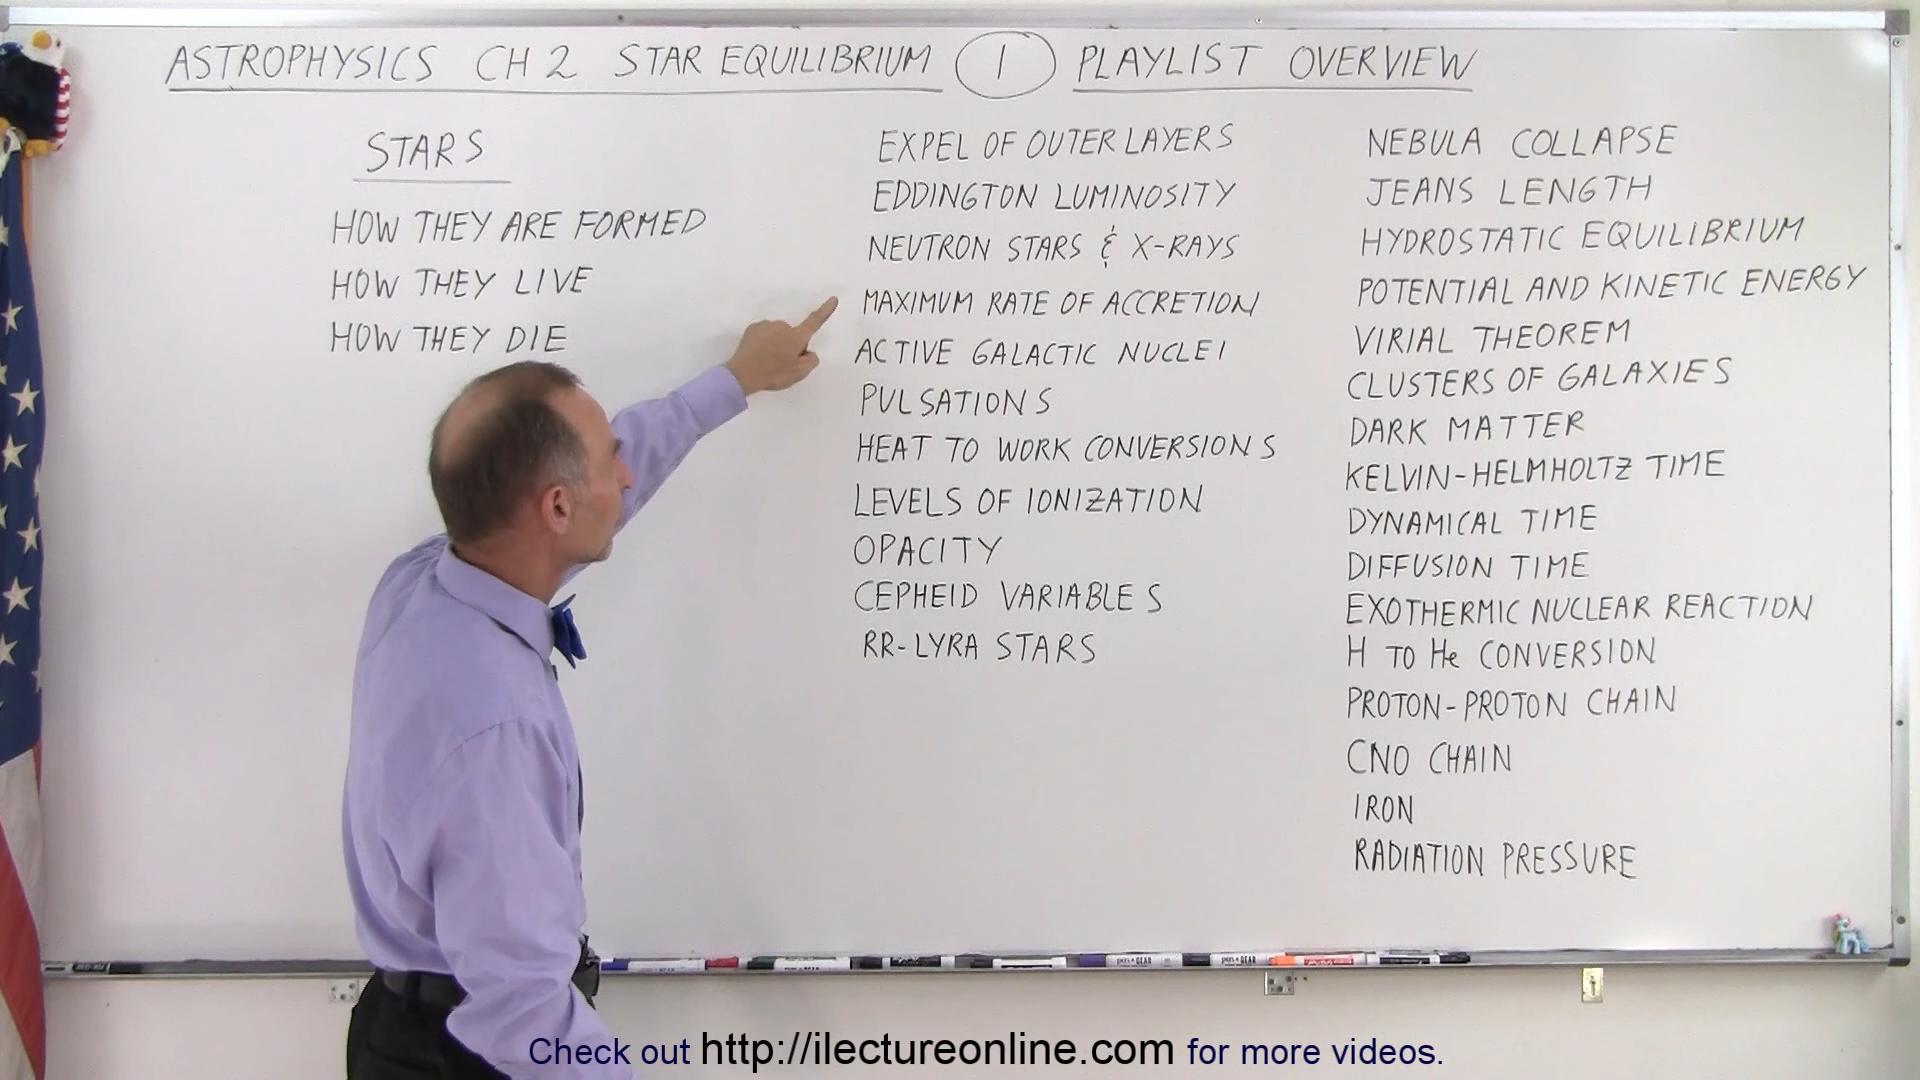 ASTROPHYSICS CH 2 STAR EQUILIBRIUM 1 PLAYLIST OVERVIEW
STARS
HOW THEY ARE FORMED
HOW THEY LIVE
HOW THEY DIE
EXPEL OF OUTER LAYERS
EDDINGTON LUMINOSITY
NEUTRON STARS & X-RAYS
MAXIMUM RATE OF ACCRETION
ACTIVE GALACTIC NUCLEI
PULSATIONS
HEAT TO WORK CONVERSIONS
LEVELS OF IONIZATION
OPACITY
CEPHEID VARIABLES
RR-LYRA STARS
NEBULA COLLAPSE
JEANS LENGTH
HYDROSTATIC EQUILIBRIUM
POTENTIAL AND KINETIC ENERGY
VIRIAL THEOREM
CLUSTERS OF GALAXIES
DARK MATTER
KELVIN-HELMHOLTZ TIME
DYNAMICAL TIME
DIFFUSION TIME
EXOTHERMIC NUCLEAR REACTION
H TO He CONVERSION
PROTON-PROTON CHAIN
CNO CHAIN
IRON
RADIATION PRESSURE
Check out http://ilectureonline.com for more videos.